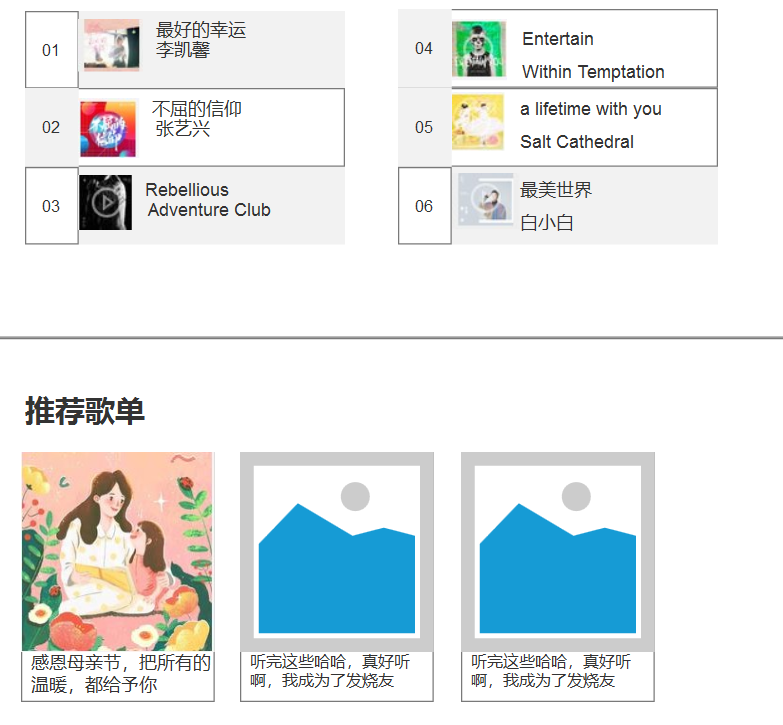 01
最好的幸运
李凯馨
02
不屈的信仰
张艺兴
03
Rebellious
Adventure Club
04
Entertain
Within Temptation
05
a lifetime with you
Salt Cathedral
06
最美世界
白小白
推荐歌单
感恩母亲节，把所有的
温暖，都给予你
听完这些哈哈，真好听
啊，我成为了发烧友
听完这些哈哈，真好听
啊，我成为了发烧友